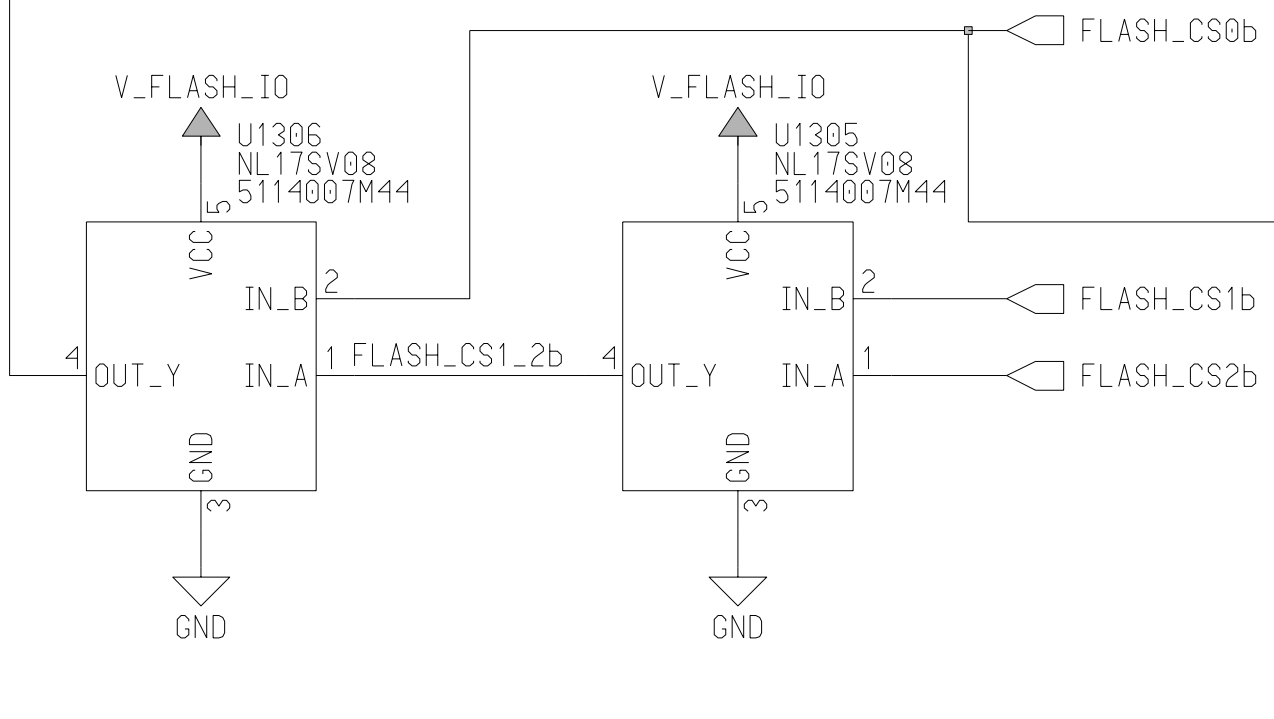 FLASH_CS0b
V_FLASH_IO
U1306
NL17SV08
5114007M44
5
VCC
2
IN_B
4
OUT_Y
1
IN_A
FLASH_CS1_2b
GND
3
GND
V_FLASH_IO
U1305
NL17SV08
5114007M44
5
VCC
2
IN_B
FLASH_CS1b
4
OUT_Y
1
IN_A
FLASH_CS2b
GND
3
GND